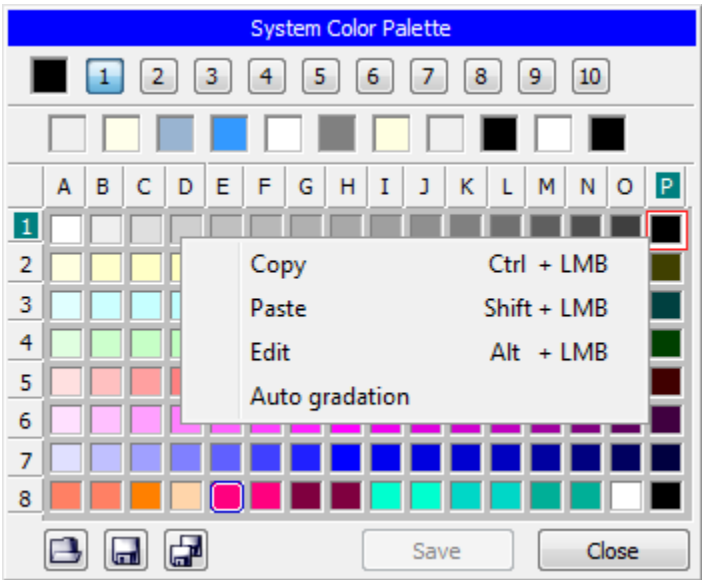 System Color Palette
1 2 3 4 5 6 7 8 9 10
A B C D E F G H I J K L M N O P
1
2
Copy Ctrl + LMB
3
Paste Shift + LMB
4
Edit Alt + LMB
5
Auto gradation
6
7
8
Save Close